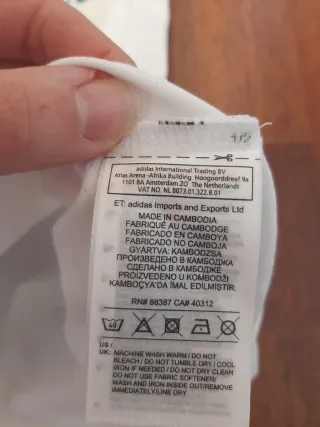 adidas International Trading BV
Atlas Arena -Afrika Building Hoogoorddreef 9a
1101 BA Amsterdam ZO The Netherlands
VAT NO. NL8073.01.322.B.01
ET: adidas Imports and Exports Ltd
MADE IN CAMBODIA
FABRIQUÉ AU CAMBODGE
FABRICADO EN CAMBOYA
FABRICADO NO CAMBOJA
GYÁRTVA: KAMBODZSA
ПРОИЗВЕДЕНО В КАМБОДЖА
СДЕЛАНО В КАМБОДЖЕ
PROIZVEDENO U KOMBODŽI
KAMBOÇYA'DA İMAL EDİLMİŞTİR.
RN# 88387 CA# 40312
40
US /
UK: MACHINE WASH WARM / DO NOT
BLEACH / DO NOT TUMBLE DRY / COOL
IRON IF NEEDED / DO NOT DRY CLEAN
DO NOT USE FABRIC SOFTENER/
WASH AND IRON INSIDE OUT/REMOVE
IMMEDIATELY/LINE DRY